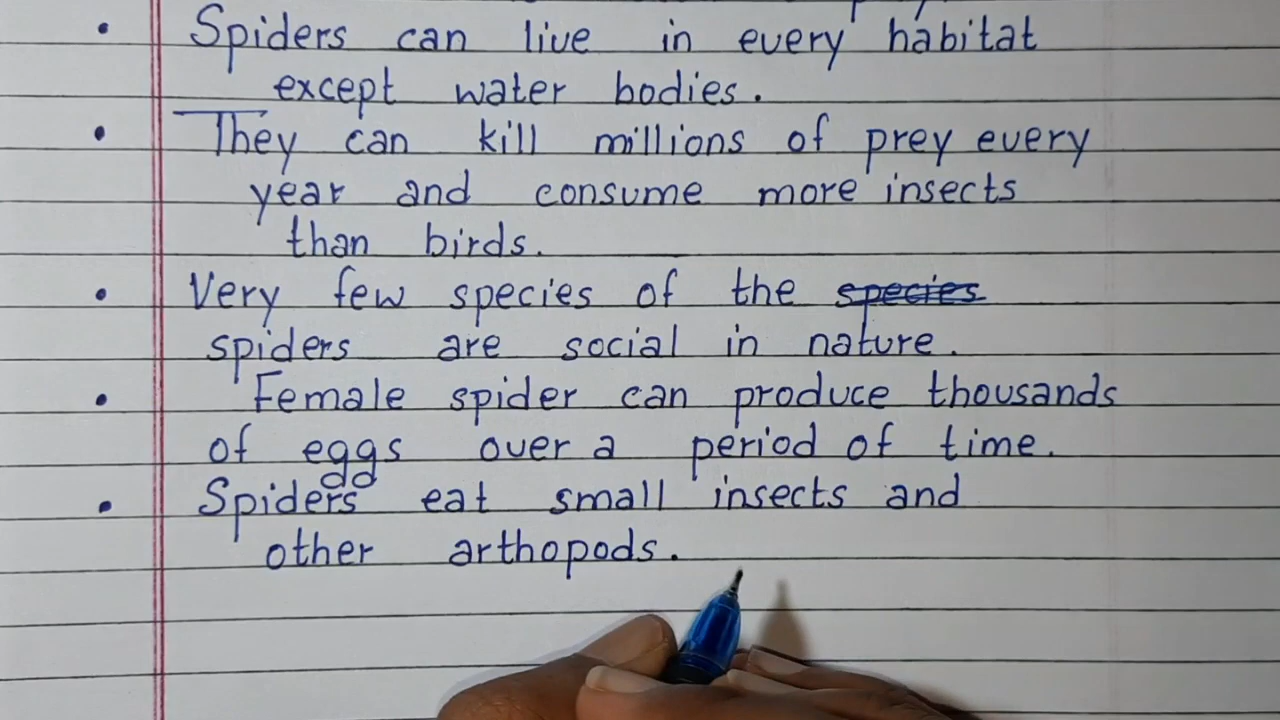 • Spiders can live in every habitat
except water bodies.
• They can kill millions of prey every
year and consume more insects
than birds.
• Very few species of the species
spiders are social in nature.
• Female spider can produce thousands
of eggs over a period of time.
• Spiders eat small insects and
other arthopods.